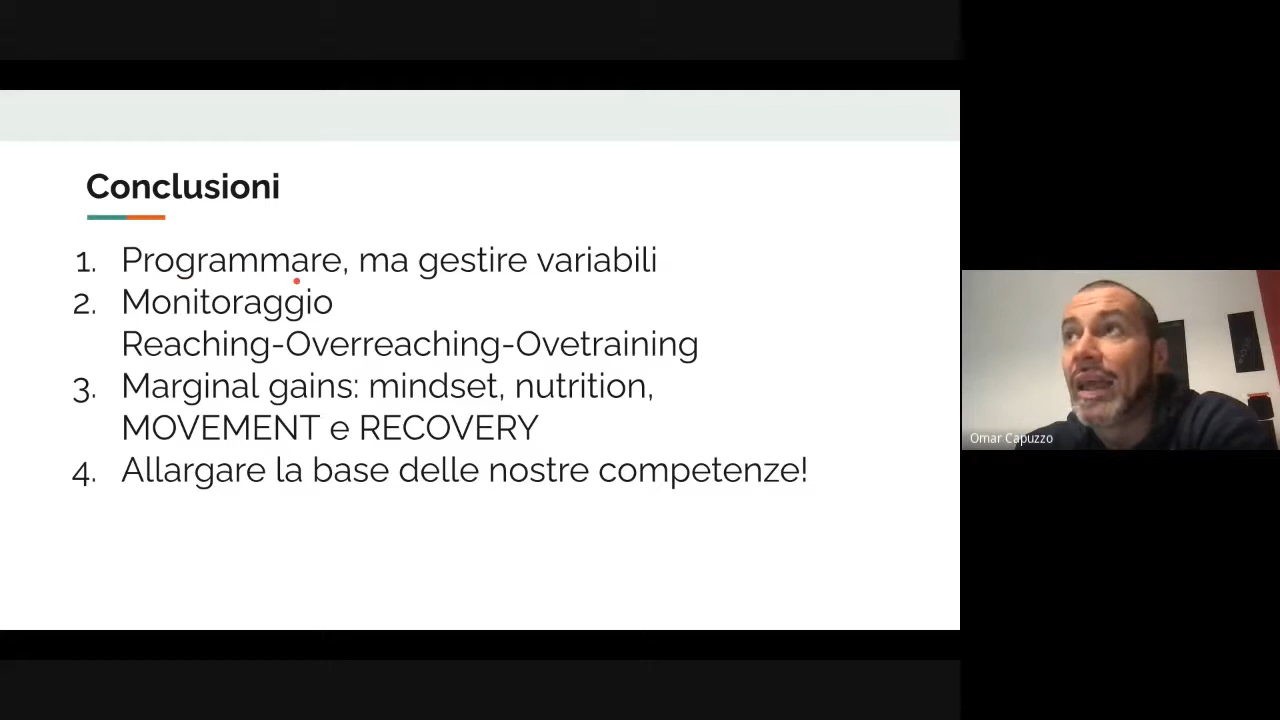 Conclusioni
1. Programmare, ma gestire variabili
2. Monitoraggio
Reaching-Overreaching-Ovetraining
3. Marginal gains: mindset, nutrition,
MOVEMENT e RECOVERY
4. Allargare la base delle nostre competenze!
Omar Capuzzo